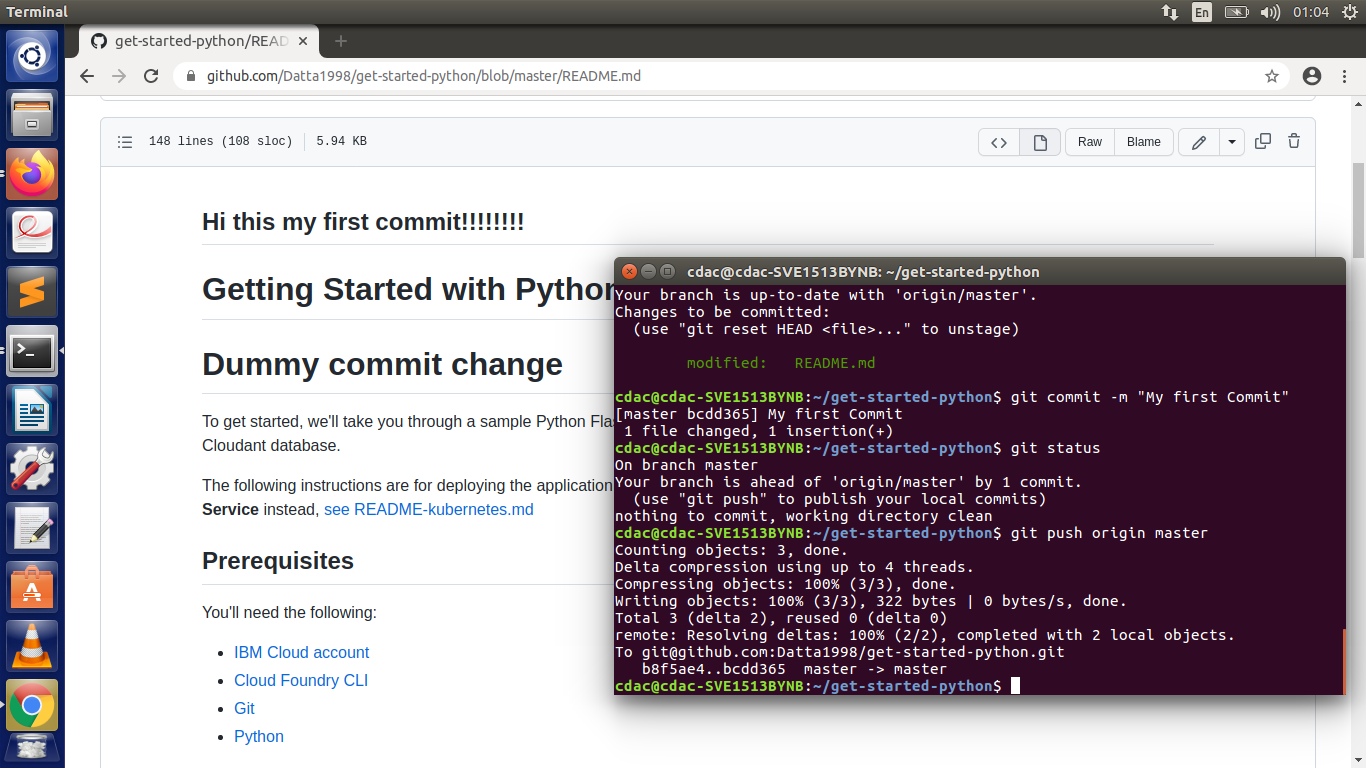 Terminal
En
01:04
get-started-python/READ
github.com/Datta1998/get-started-python/blob/master/README.md
148 lines (108 sloc)
5.94 KB
Raw
Blame
Hi this my first commit!!!!!!!!
Getting Started with Python
Dummy commit change
To get started, we'll take you through a sample Python Fla
Cloudant database.
The following instructions are for deploying the application
Service instead, see README-kubernetes.md
Prerequisites
You'll need the following:
IBM Cloud account
Cloud Foundry CLI
Git
Python
cdac@cdac-SVE1513BYNB: ~/get-started-python
Your branch is up-to-date with 'origin/master'.
Changes to be committed:
(use "git reset HEAD <file>..." to unstage)
modified: README.md
cdac@cdac-SVE1513BYNB:~/get-started-python$ git commit -m "My first Commit"
[master bcdd365] My first Commit
1 file changed, 1 insertion(+)
cdac@cdac-SVE1513BYNB:~/get-started-python$ git status
On branch master
Your branch is ahead of 'origin/master' by 1 commit.
(use "git push" to publish your local commits)
nothing to commit, working directory clean
cdac@cdac-SVE1513BYNB:~/get-started-python$ git push origin master
Counting objects: 3, done.
Delta compression using up to 4 threads.
Compressing objects: 100% (3/3), done.
Writing objects: 100% (3/3), 322 bytes | 0 bytes/s, done.
Total 3 (delta 2), reused 0 (delta 0)
remote: Resolving deltas: 100% (2/2), completed with 2 local objects.
To git@github.com:Datta1998/get-started-python.git
b8f5ae4..bcdd365 master -> master
cdac@cdac-SVE1513BYNB:~/get-started-python$